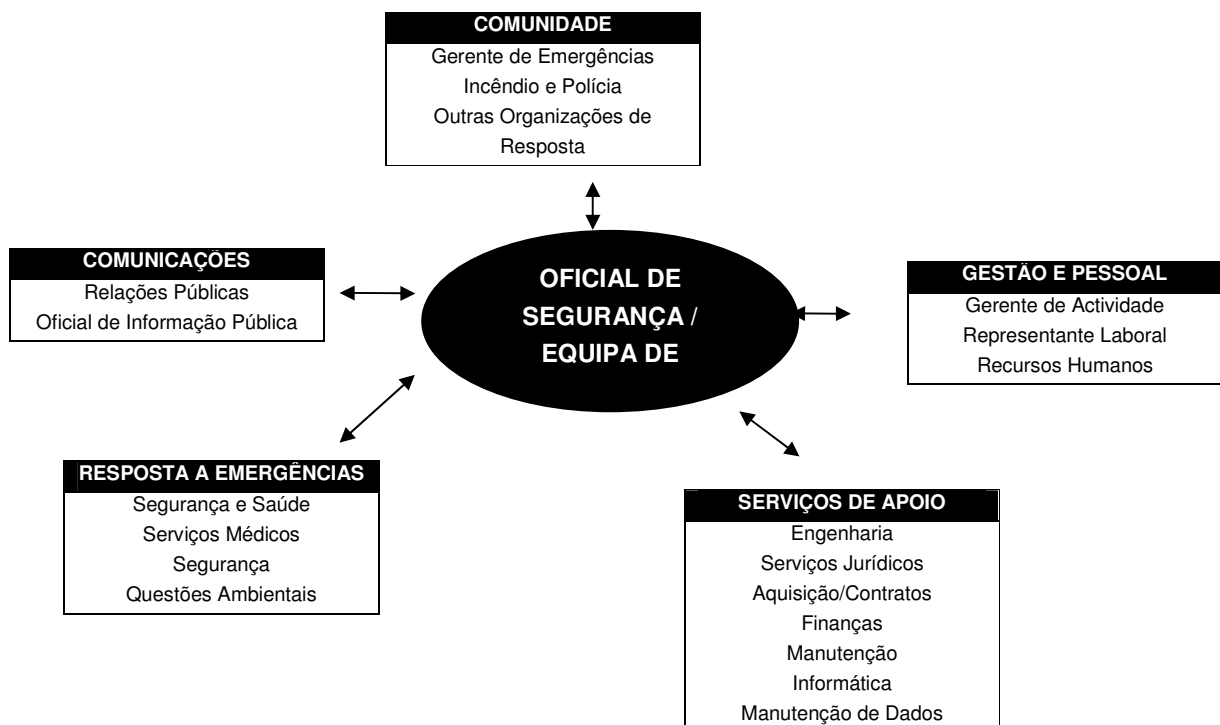 COMUNIDADE
Gerente de Emergências
Incêndio e Polícia
Outras Organizações de
Resposta
COMUNICAÇÕES
Relações Públicas
Oficial de Informação Pública
OFICIAL DE
SEGURANÇA /
EQUIPA DE
GESTÃO E PESSOAL
Gerente de Actividade
Representante Laboral
Recursos Humanos
RESPOSTA A EMERGÊNCIAS
Segurança e Saúde
Serviços Médicos
Segurança
Questões Ambientais
SERVIÇOS DE APOIO
Engenharia
Serviços Jurídicos
Aquisição/Contratos
Finanças
Manutenção
Informática
Manutenção de Dados